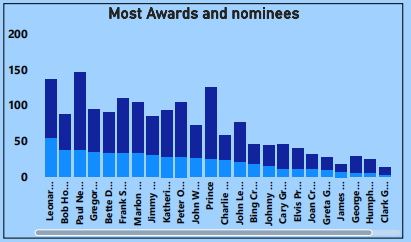 Most Awards and nominees
200
150
100
50
0
Leonar...
Bob Ho...
Paul Ne...
Gregor...
Bette D...
Frank S...
Marlon ...
Jimmy ...
Katheri...
Peter O...
John W...
Prince
Charlie ...
John Le...
Bing Cr...
Johnny ...
Cary Gr...
Elvis Pr...
Joan Cr...
Greta G...
James ...
George...
Humph...
Clark G...